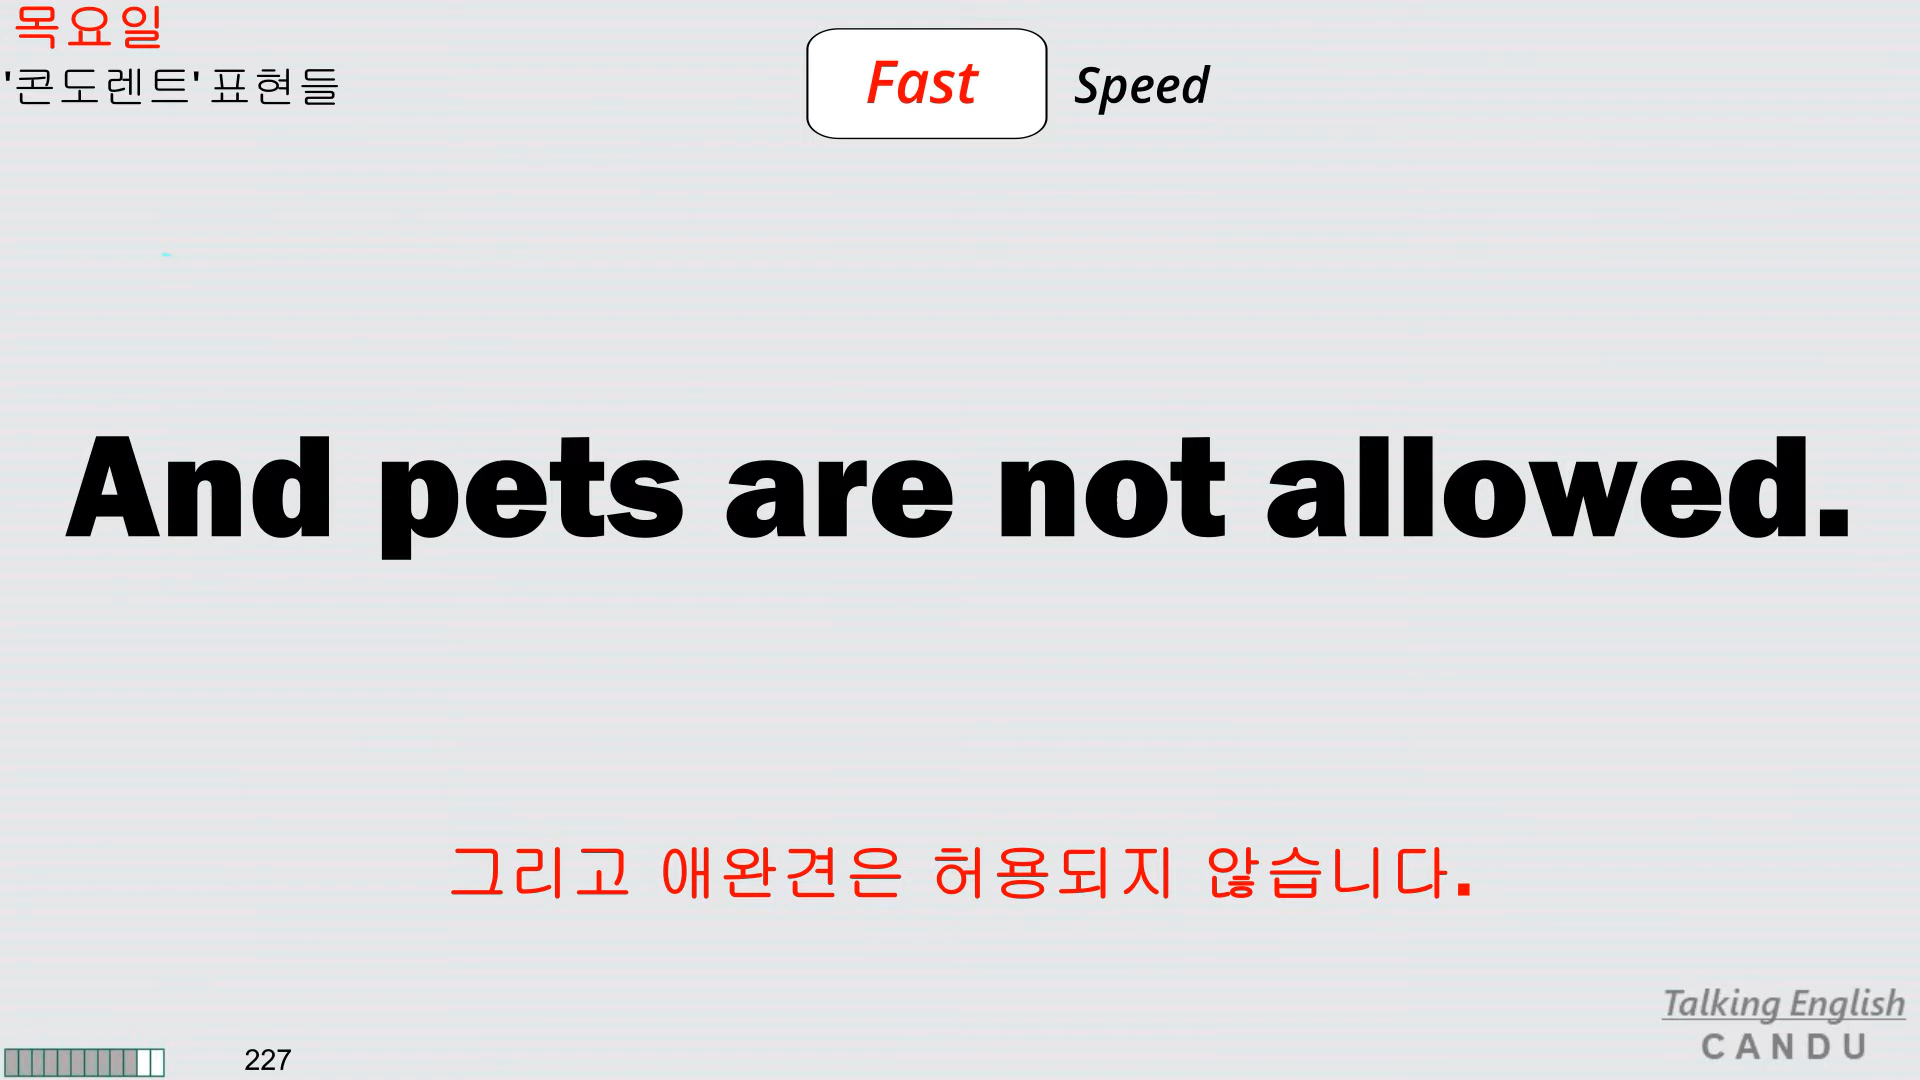 목요일
'콘도렌트' 표현들
Fast Speed
And pets are not allowed.
그리고 애완견은 허용되지 않습니다.
Talking English
CANDU
227